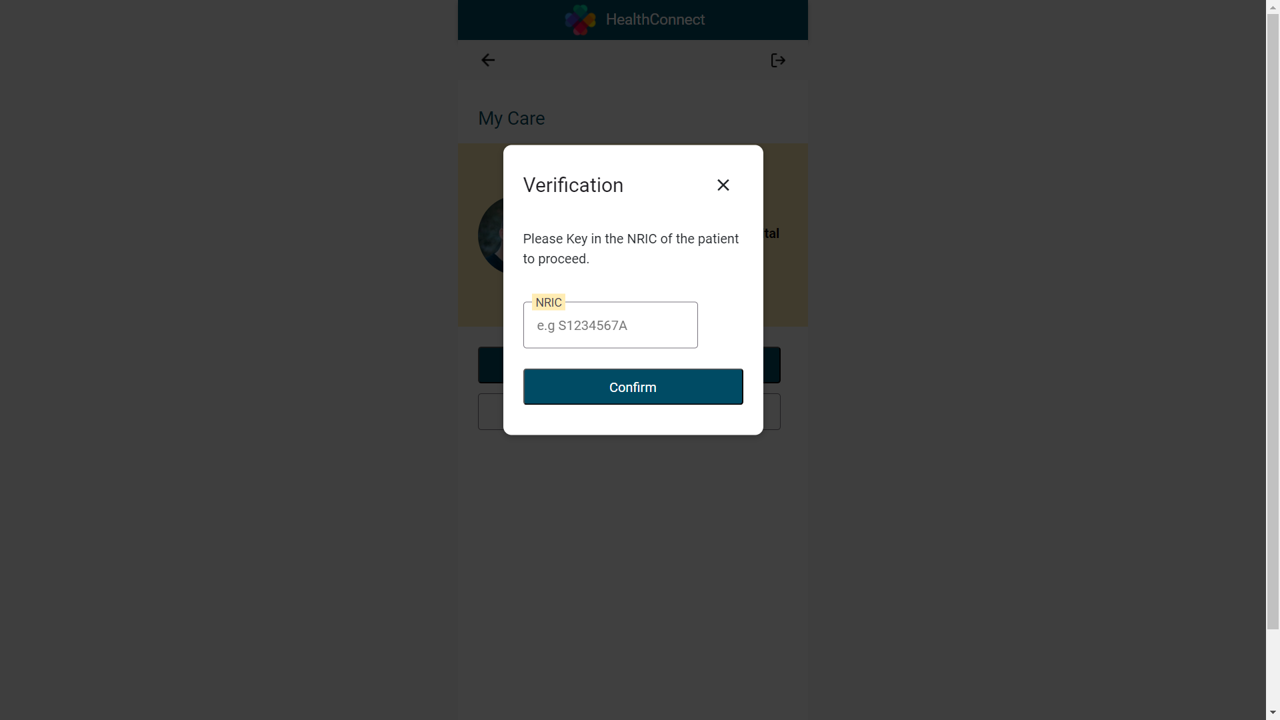 HealthConnect
My Care
Verification
Please Key in the NRIC of the patient
to proceed.
tal
NRIC
e.g S1234567A
Confirm